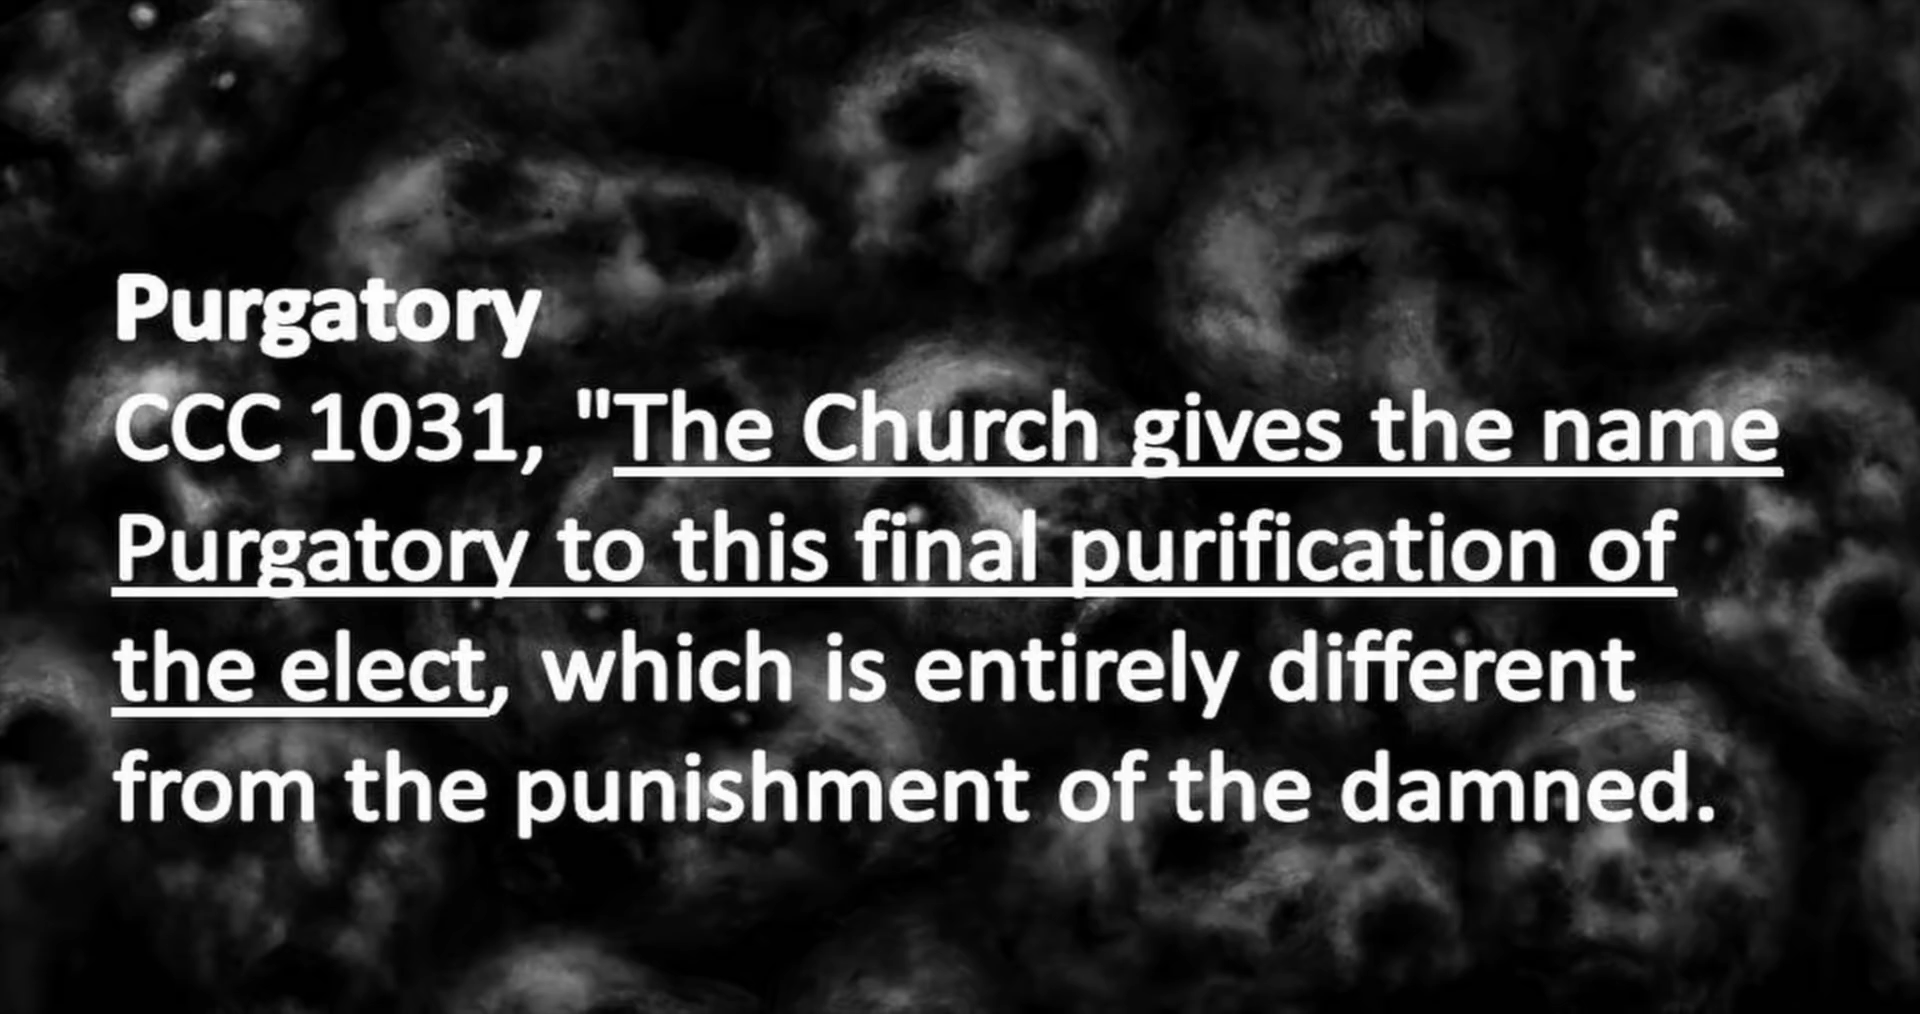 Purgatory
CCC 1031, "The Church gives the name
Purgatory to this final purification of
the elect, which is entirely different
from the punishment of the damned.